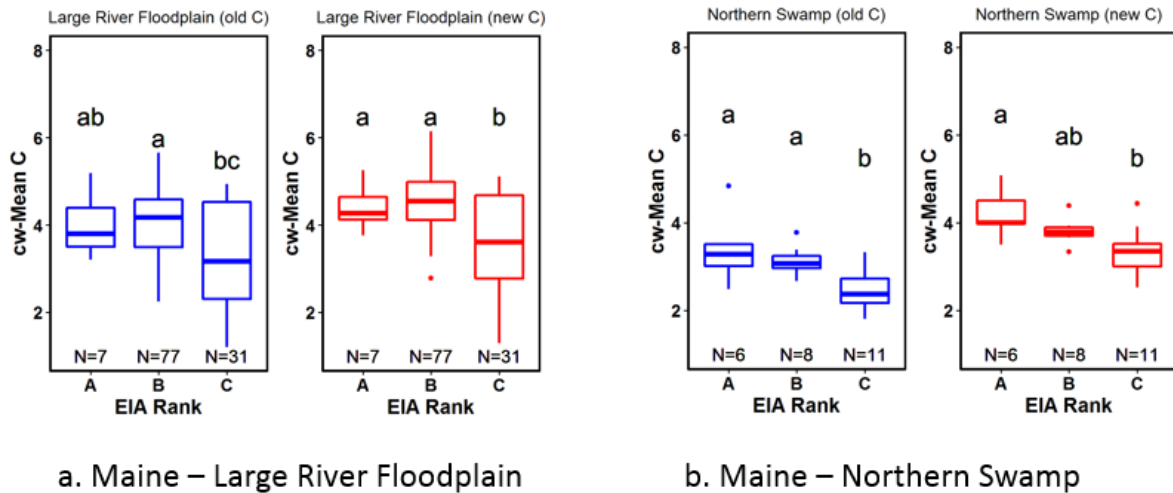 Large River Floodplain (old C)
Large River Floodplain (new C)
Northern Swamp (old C)
Northern Swamp (new C)
cw-Mean C
8
6
4
2
ab
a
bc
N=7
N=77
N=31
A
B
C
EIA Rank
cw-Mean C
8
6
4
2
a
a
b
N=7
N=77
N=31
A
B
C
EIA Rank
cw-Mean C
8
6
4
2
a
a
b
N=6
N=8
N=11
A
B
C
EIA Rank
cw-Mean C
8
6
4
2
a
ab
b
N=6
N=8
N=11
A
B
C
EIA Rank
a. Maine – Large River Floodplain
b. Maine – Northern Swamp